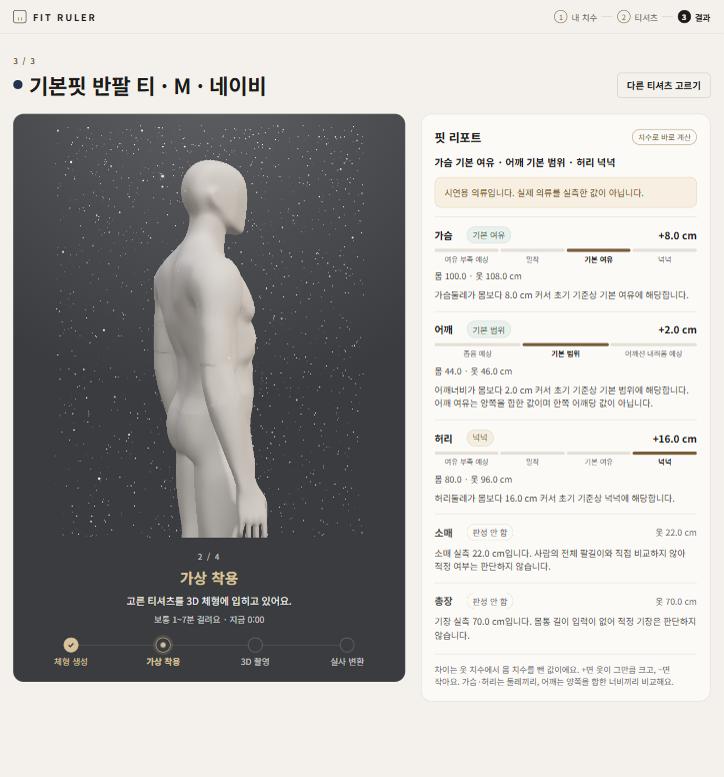 FIT RULER
1 내 치수
2 티셔츠
3 결과
3 / 3
기본핏 반팔 티 · M · 네이비
다른 티셔츠 고르기
2 / 4
가상 착용
고른 티셔츠를 3D 체형에 입히고 있어요.
보통 1~7분 걸려요 · 지금 0:00
체형 생성
가상 착용
3D 촬영
실사 변환
핏 리포트
치수로 바로 계산
가슴 기본 여유 · 어깨 기본 범위 · 허리 넉넉
시연용 의류입니다. 실제 의류를 실측한 값이 아닙니다.
가슴 기본 여유 +8.0 cm
여유 부족 예상 밀착 기본 여유 넉넉
몸 100.0 · 옷 108.0 cm
가슴둘레가 몸보다 8.0 cm 커서 초기 기준상 기본 여유에 해당합니다.
어깨 기본 범위 +2.0 cm
좁음 예상 기본 범위 어깨선 내려옴 예상
몸 44.0 · 옷 46.0 cm
어깨너비가 몸보다 2.0 cm 커서 초기 기준상 기본 범위에 해당합니다.
어깨 여유는 양쪽을 합한 값이며 한쪽 어깨당 값이 아닙니다.
허리 넉넉 +16.0 cm
여유 부족 예상 밀착 기본 여유 넉넉
몸 80.0 · 옷 96.0 cm
허리둘레가 몸보다 16.0 cm 커서 초기 기준상 넉넉에 해당합니다.
소매 판정 안 함 옷 22.0 cm
소매 실측 22.0 cm입니다. 사람의 전체 팔길이와 직접 비교하지 않아
적정 여부는 판단하지 않습니다.
총장 판정 안 함 옷 70.0 cm
기장 실측 70.0 cm입니다. 몸통 길이 입력이 없어 적정 기장은 판단하지
않습니다.
차이는 옷 치수에서 몸 치수를 뺀 값이에요. +면 옷이 그만큼 크고, −면
작아요. 가슴·허리는 둘레끼리, 어깨는 양쪽을 합한 너비끼리 비교해요.